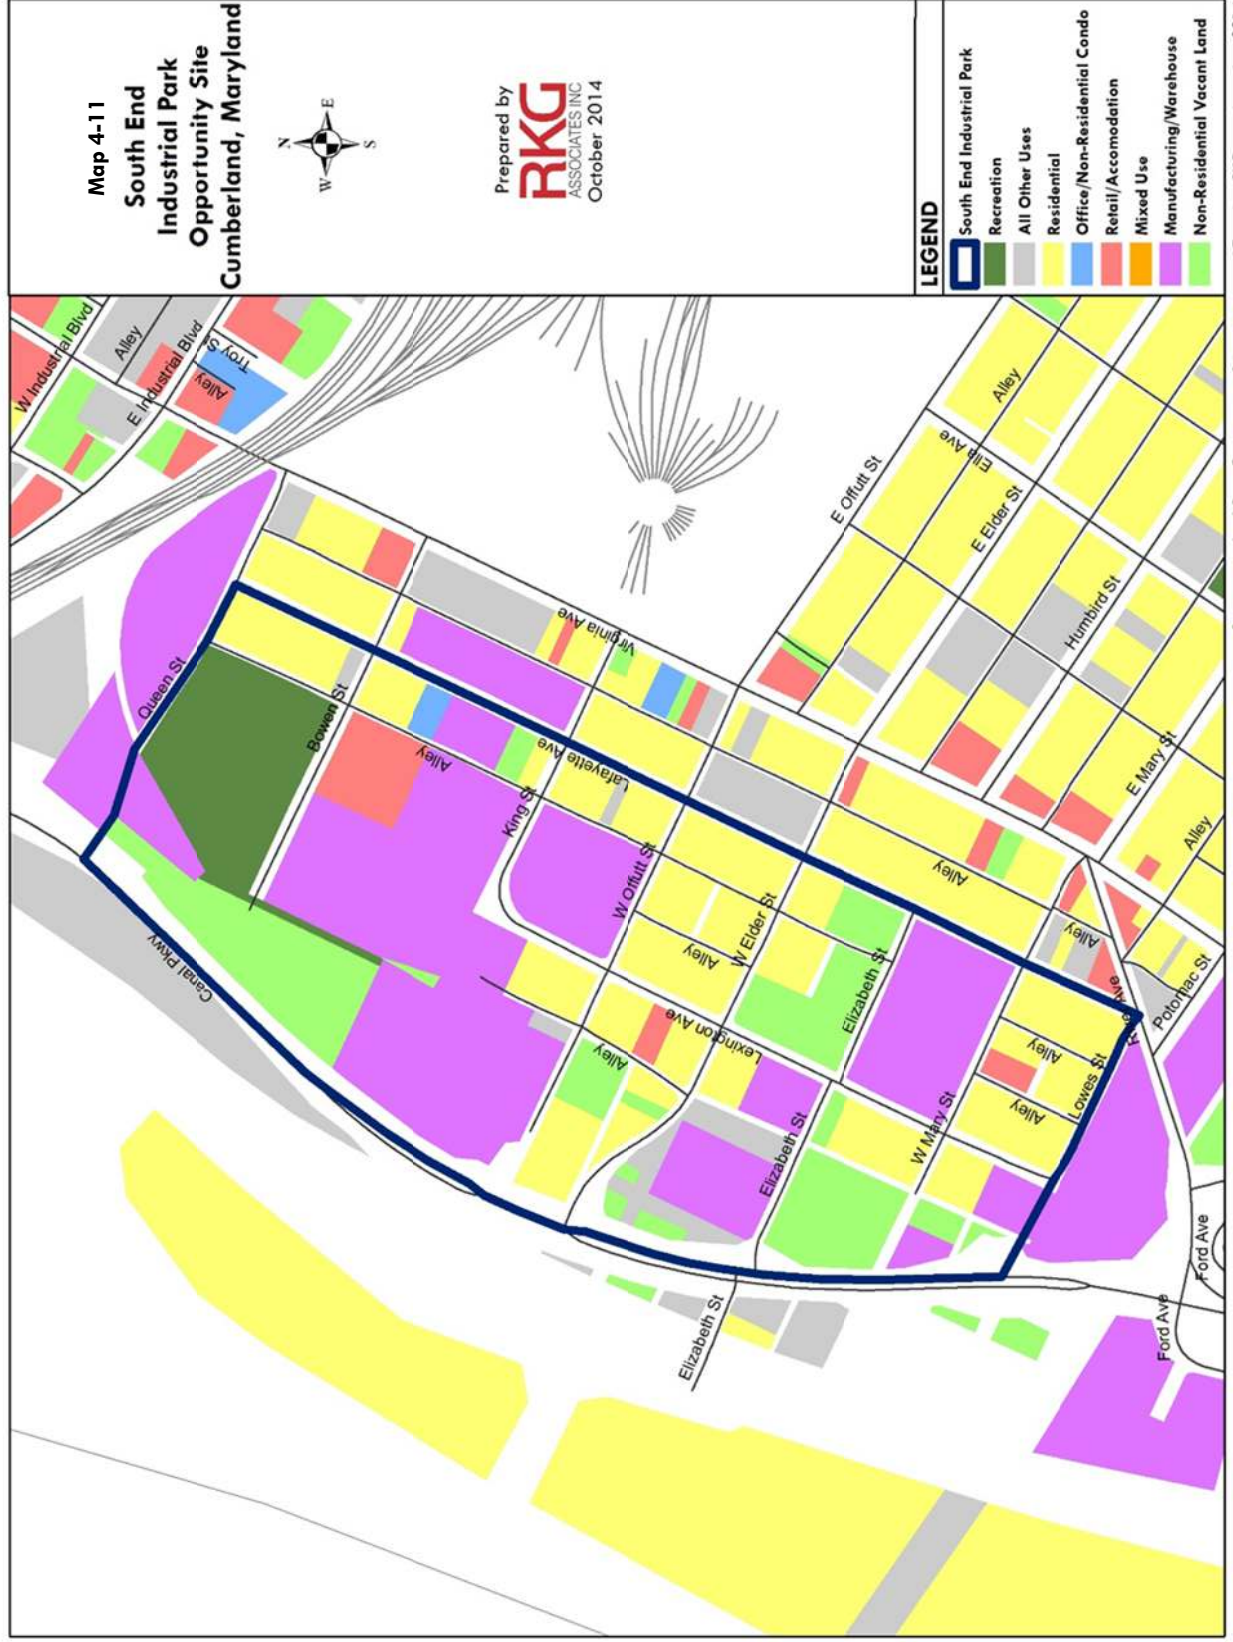 Map 4-11
South End
Industrial Park
Opportunity Site
Cumberland, Maryland
N
W E
S
Prepared by
RKG
ASSOCIATES INC
October 2014
LEGEND
South End Industrial Park
Recreation
All Other Uses
Residential
Office/Non-Residential Condo
Retail/Accomodation
Mixed Use
Manufacturing/Warehouse
Non-Residential Vacant Land
W Industrial Blvd
Alley
E Industrial Blvd
Troy St
Alley
Queen St
Bowen St
Alley
Virginia Ave
Lafayette Ave
King St
Canal Pkwy
W Offutt St
E Offutt St
Ella Ave
Alley
E Elder St
Humbird St
E Mary St
Alley
Alley
W Elder St
Alley
Elizabeth St
Lexington Ave
Alley
Elizabeth St
W Mary St
Alley
Alley
Lowes St
Alley
Potomac St
Elizabeth St
Ford Ave
Ford Ave